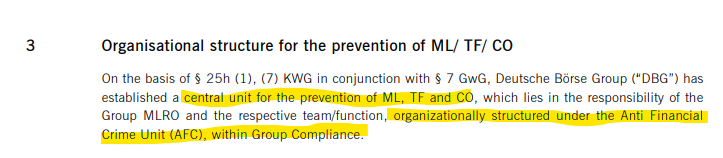 3 Organisational structure for the prevention of ML/ TF/ CO
On the basis of § 25h (1), (7) KWG in conjunction with § 7 GwG, Deutsche Börse Group (“DBG”) has
established a central unit for the prevention of ML, TF and CO, which lies in the responsibility of the
Group MLRO and the respective team/function, organizationally structured under the Anti Financial
Crime Unit (AFC), within Group Compliance.